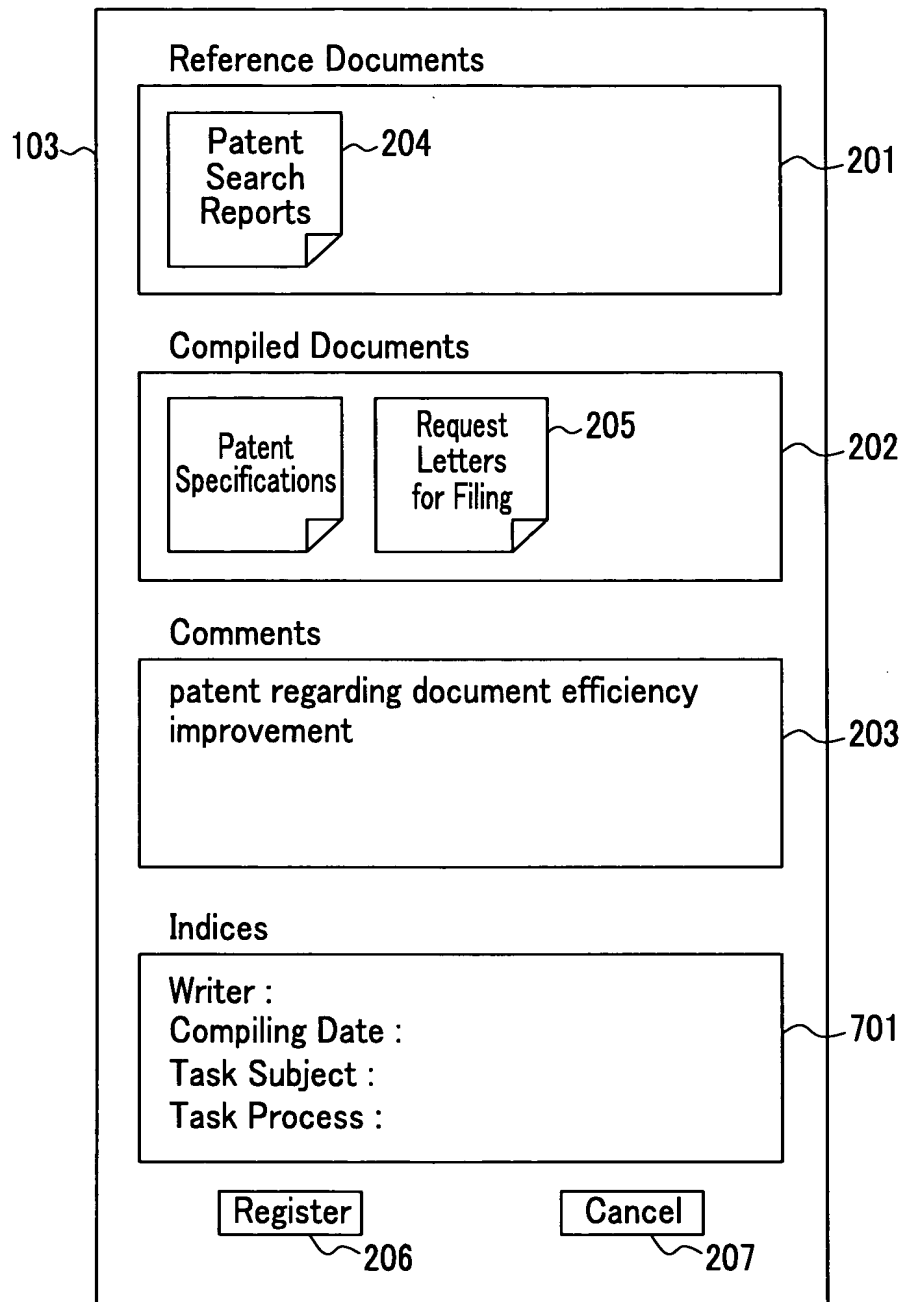 Reference Documents
103
Patent
Search
Reports
204
201
Compiled Documents
Patent
Specifications
Request
Letters
for Filing
205
202
Comments
patent regarding document efficiency
improvement
203
Indices
Writer :
Compiling Date :
Task Subject :
Task Process :
701
Register
Cancel
206
207